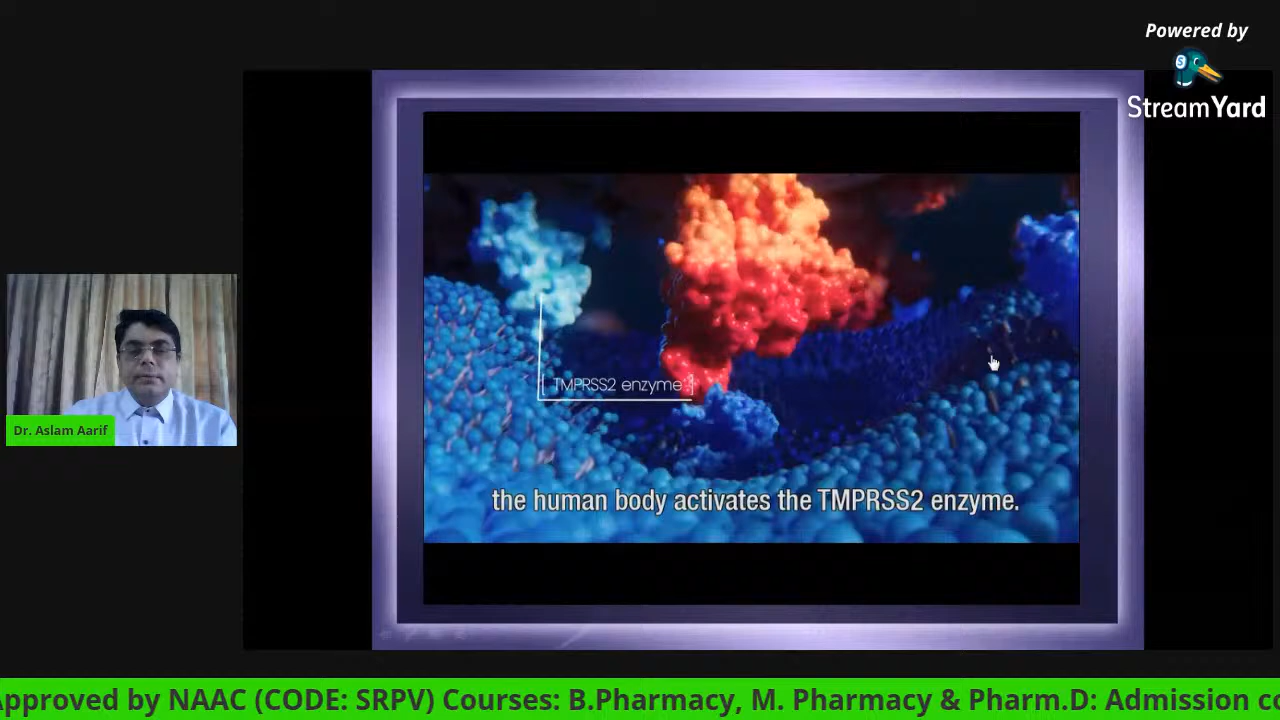 Powered by
StreamYard
[ TMPRSS2 enzyme ]
the human body activates the TMPRSS2 enzyme.
Dr. Aslam Aarif
Approved by NAAC (CODE: SRPV) Courses: B.Pharmacy, M. Pharmacy & Pharm.D: Admission co